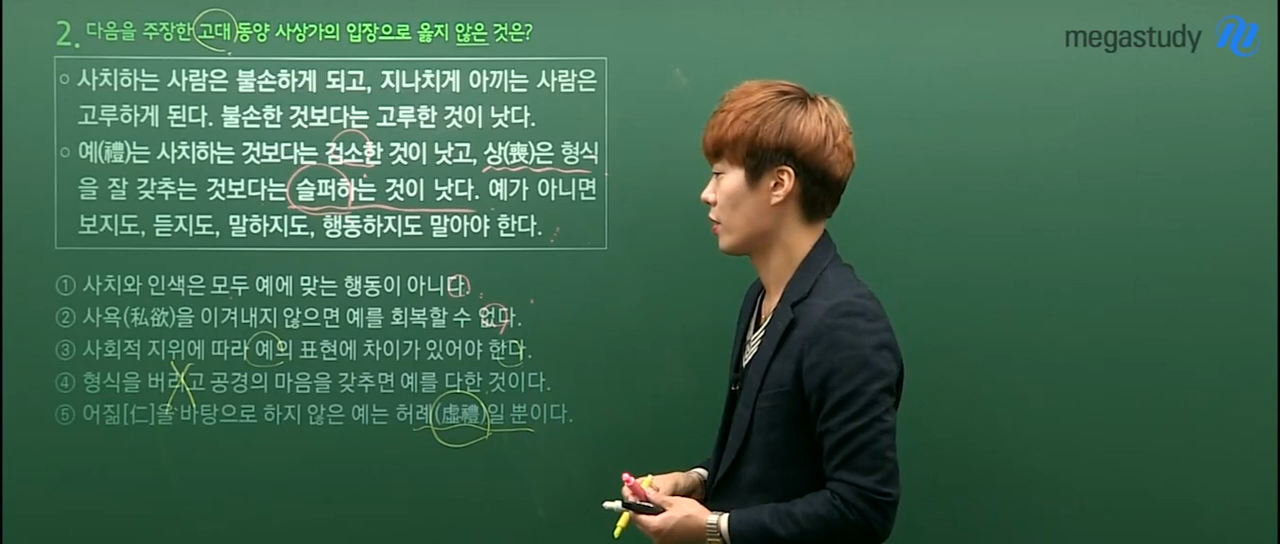 2. 다음을 주장한 고대 동양 사상가의 입장으로 옳지 않은 것은?
megastudy
○ 사치하는 사람은 불손하게 되고, 지나치게 아끼는 사람은
고루하게 된다. 불손한 것보다는 고루한 것이 낫다.
○ 예(禮)는 사치하는 것보다는 검소한 것이 낫고, 상(喪)은 형식
을 잘 갖추는 것보다는 슬퍼하는 것이 낫다. 예가 아니면
보지도, 듣지도, 말하지도, 행동하지도 말아야 한다.
① 사치와 인색은 모두 예에 맞는 행동이 아니다.
② 사욕(私欲)을 이겨내지 않으면 예를 회복할 수 없다.
③ 사회적 지위에 따라 예의 표현에 차이가 있어야 한다.
④ 형식을 버리고 공경의 마음을 갖추면 예를 다한 것이다.
⑤ 어짊[仁]을 바탕으로 하지 않은 예는 허례(虛禮)일 뿐이다.